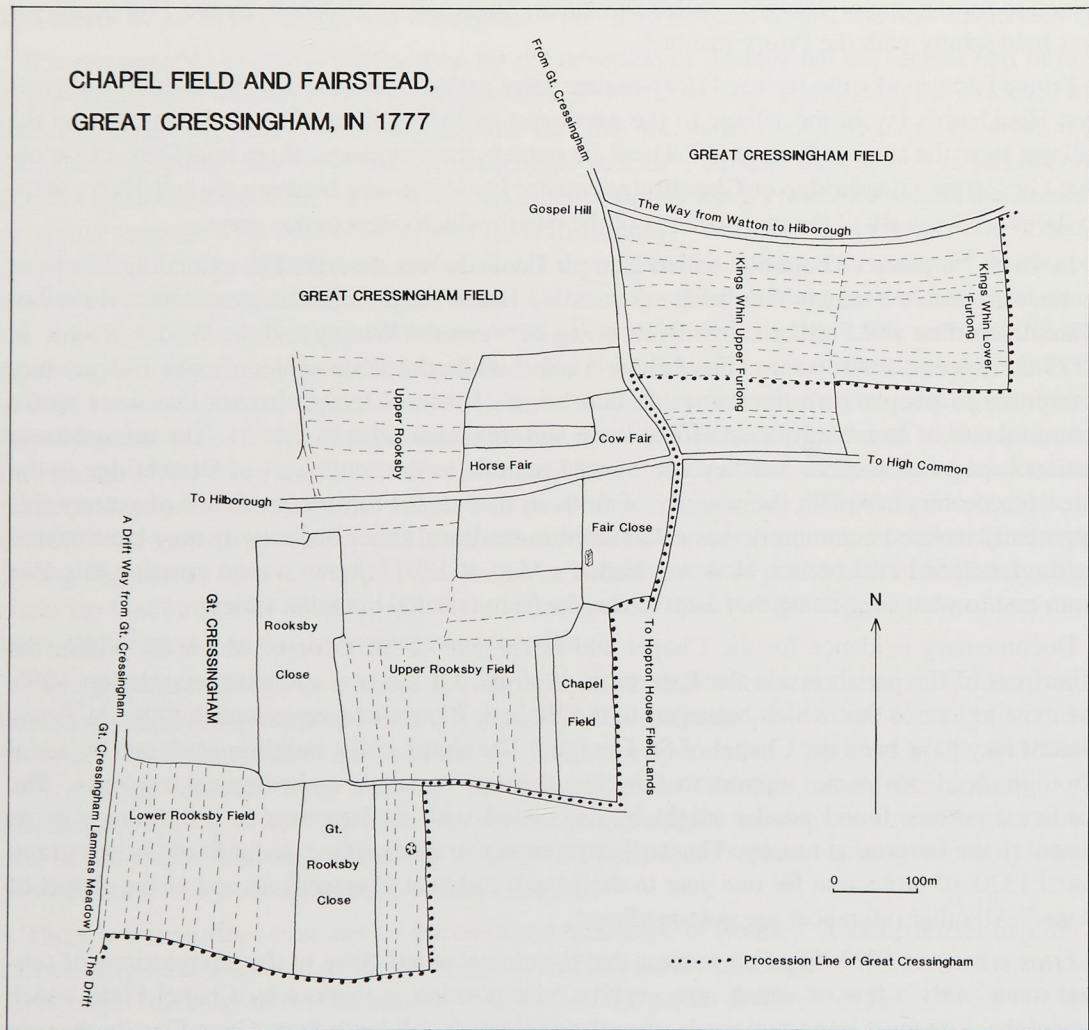 CHAPEL FIELD AND FAIRSTEAD,
GREAT CRESSINGHAM, IN 1777
From Gt. Cressingham
GREAT CRESSINGHAM FIELD
Gospel Hill
The Way from Watton to Hilborough
GREAT CRESSINGHAM FIELD
Kings Whin Upper Furlong
Kings Whin Lower
Furlong
Upper Rooksby
Cow Fair
Horse Fair
To High Common
To Hilborough
Fair Close
A Drift Way from Gt. Cressingham
Gt. CRESSINGHAM
Rooksby
Close
Upper Rooksby Field
Chapel
Field
To Hopton House Field Lands
N
Gt. Cressingham Lammas Meadow
Lower Rooksby Field
Gt.
Rooksby
Close
The Drift
0 100m
Procession Line of Great Cressingham